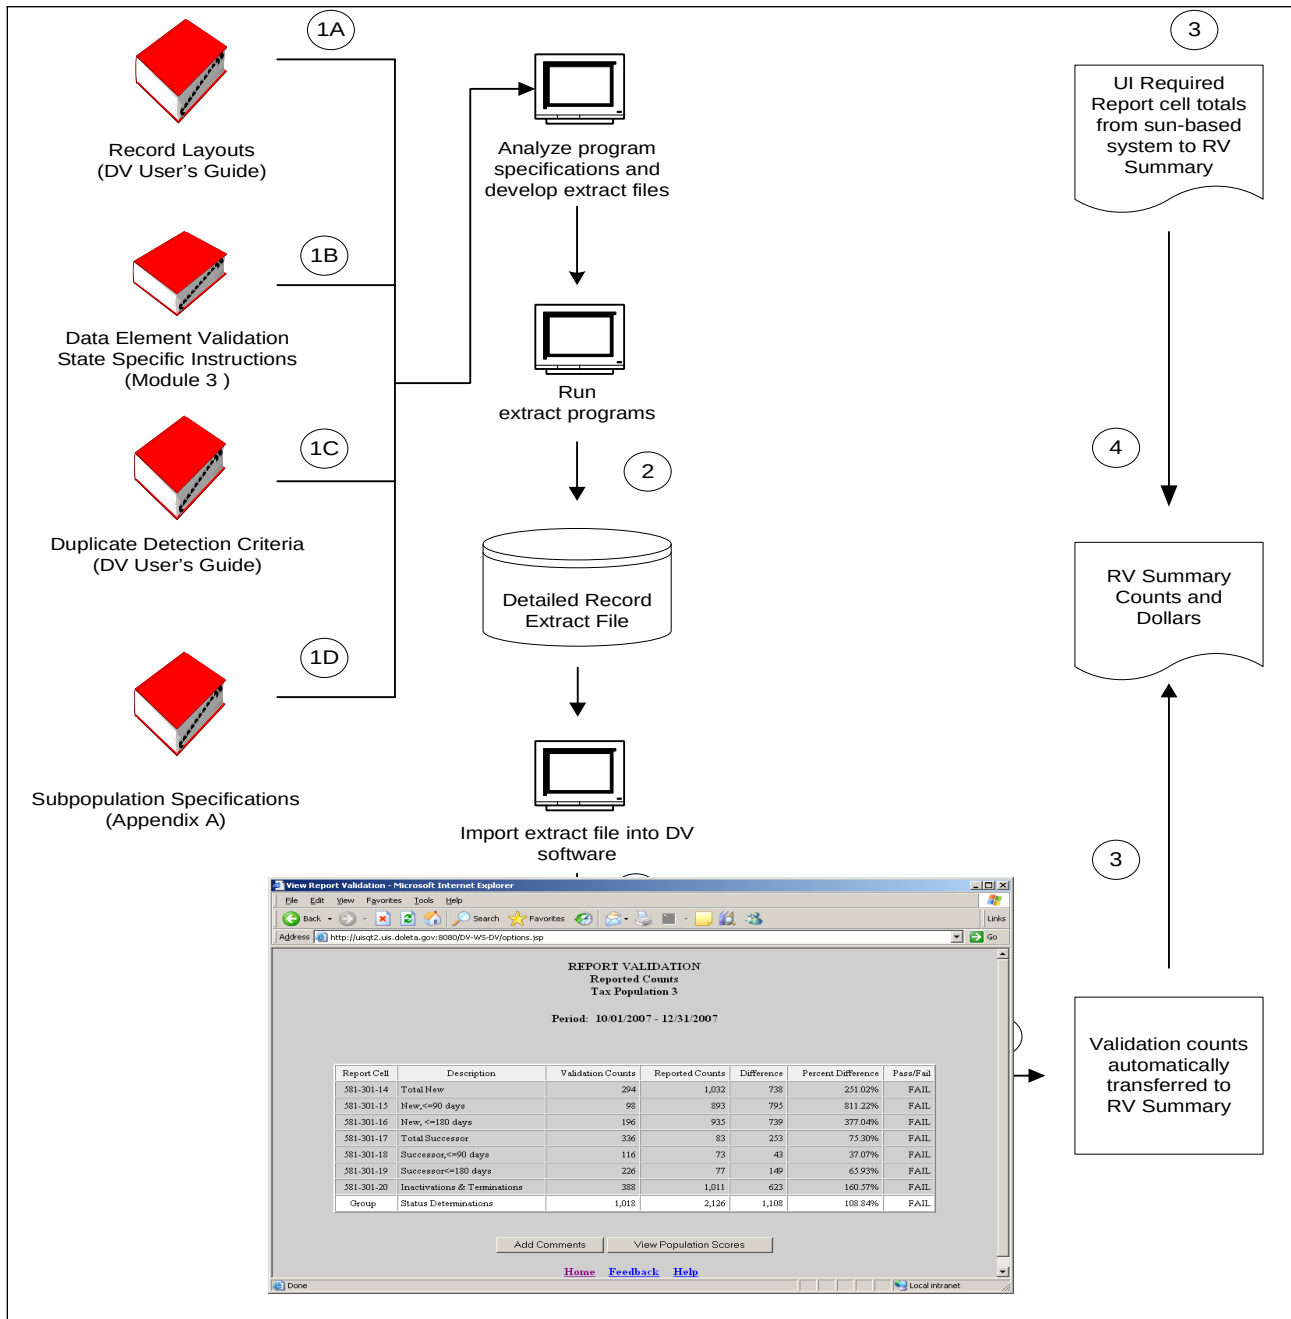 1A
Record Layouts
(DV User's Guide)
1B
Data Element Validation
State Specific Instructions
(Module 3 )
1C
Duplicate Detection Criteria
(DV User's Guide)
1D
Subpopulation Specifications
(Appendix A)
Analyze program
specifications and
develop extract files
Run
extract programs
2
Detailed Record
Extract File
Import extract file into DV
software
3
UI Required
Report cell totals
from sun-based
system to RV
Summary
4
RV Summary
Counts and
Dollars
3
Validation counts
automatically
transferred to
RV Summary
View Report Validation - Microsoft Internet Explorer
File Edit View Favorites Tools Help
Back Search Favorites Links
Address http://uisqt2.uis.doleta.gov:8080/DV-WS-DV/options.jsp Go
REPORT VALIDATION
Reported Counts
Tax Population 3
Period: 10/01/2007 - 12/31/2007
Report Cell Description Validation Counts Reported Counts Difference Percent Difference Pass/Fail
581-301-14 Total New 294 1,032 738 251.02% FAIL
581-301-15 New,<=90 days 98 893 795 811.22% FAIL
581-301-16 New, <=180 days 196 935 739 377.04% FAIL
581-301-17 Total Successor 336 83 253 75.30% FAIL
581-301-18 Successor,<=90 days 116 73 43 37.07% FAIL
581-301-19 Successor<=180 days 226 77 149 65.93% FAIL
581-301-20 Inactivations & Terminations 388 1,011 623 160.57% FAIL
Group Status Determinations 1,018 2,126 1,108 108.84% FAIL
Add Comments View Population Scores
Home Feedback Help
Done Local intranet